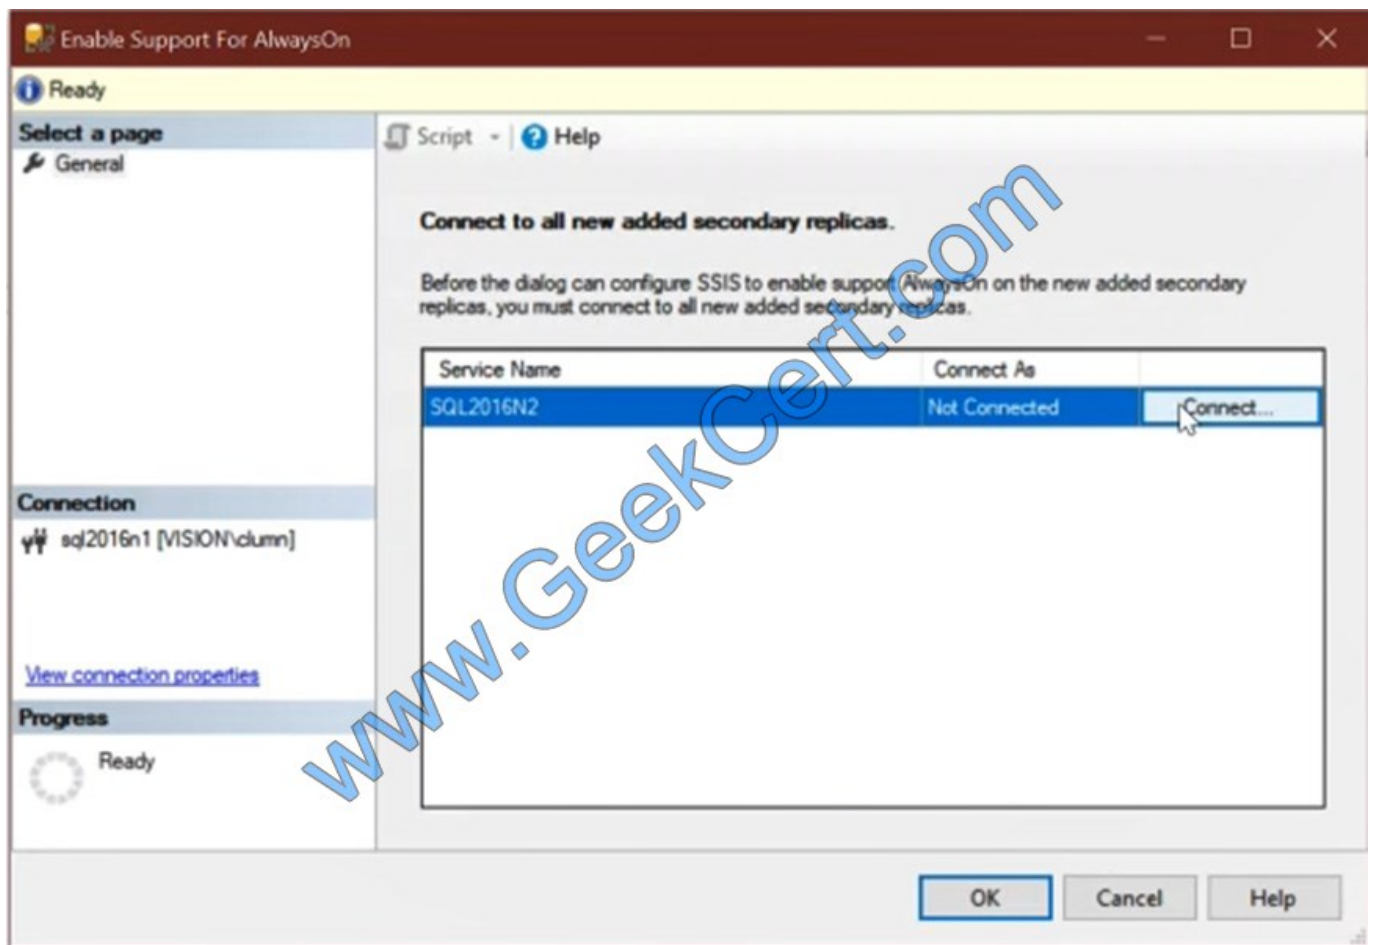 Enable Support For AlwaysOn
Ready
Select a page
General
Script
Help
Connect to all new added secondary replicas.
Before the dialog can configure SSIS to enable support AlwaysOn on the new added secondary
replicas, you must connect to all new added secondary replicas.
Service Name Connect As
SQL2016N2 Not Connected Connect...
Connection
sql2016n1 [VISION\clumn]
View connection properties
Progress
Ready
OK Cancel Help
www.GeekCert.com